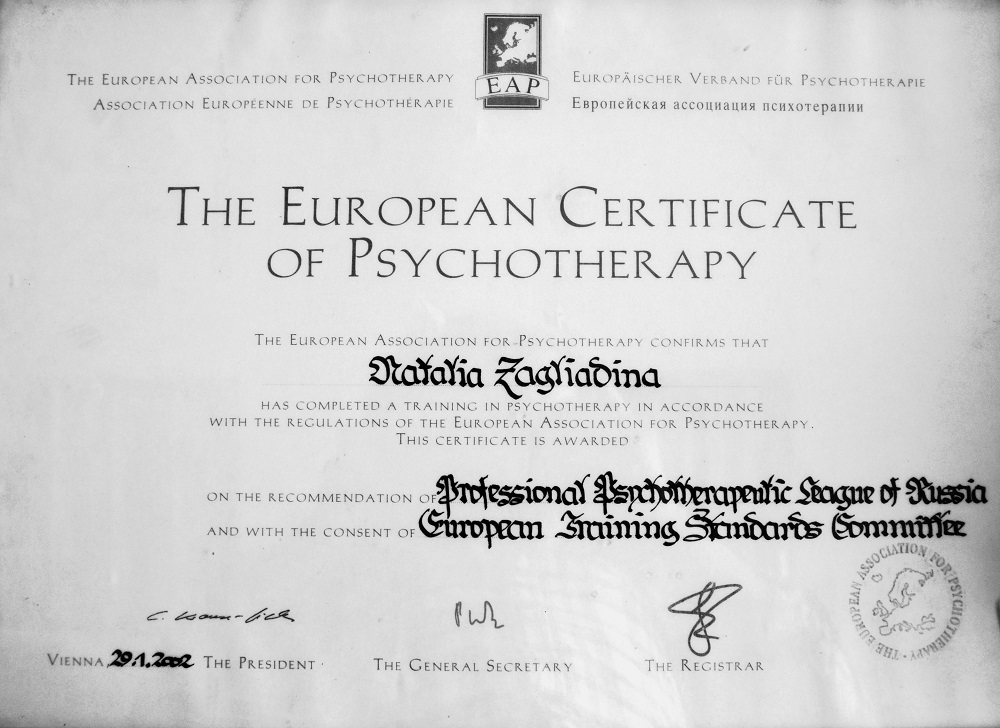 THE EUROPEAN ASSOCIATION FOR PSYCHOTHERAPY
ASSOCIATION EUROPÉENNE DE PSYCHOTHÉRAPIE
EAP
EUROPÄISCHER VERBAND FÜR PSYCHOTHERAPIE
Европейская ассоциация психотерапии
THE EUROPEAN CERTIFICATE
OF PSYCHOTHERAPY
THE EUROPEAN ASSOCIATION FOR PSYCHOTHERAPY CONFIRMS THAT
Natalia Zagliadina
HAS COMPLETED A TRAINING IN PSYCHOTHERAPY IN ACCORDANCE
WITH THE REGULATIONS OF THE EUROPEAN ASSOCIATION FOR PSYCHOTHERAPY.
THIS CERTIFICATE IS AWARDED
ON THE RECOMMENDATION OF Professional Psychotherapeutic League of Russia
AND WITH THE CONSENT OF European Training Standards Committee
VIENNA, 29.1.2002 THE PRESIDENT
THE GENERAL SECRETARY
THE REGISTRAR
THE EUROPEAN ASSOCIATION FOR PSYCHOTHERAPY